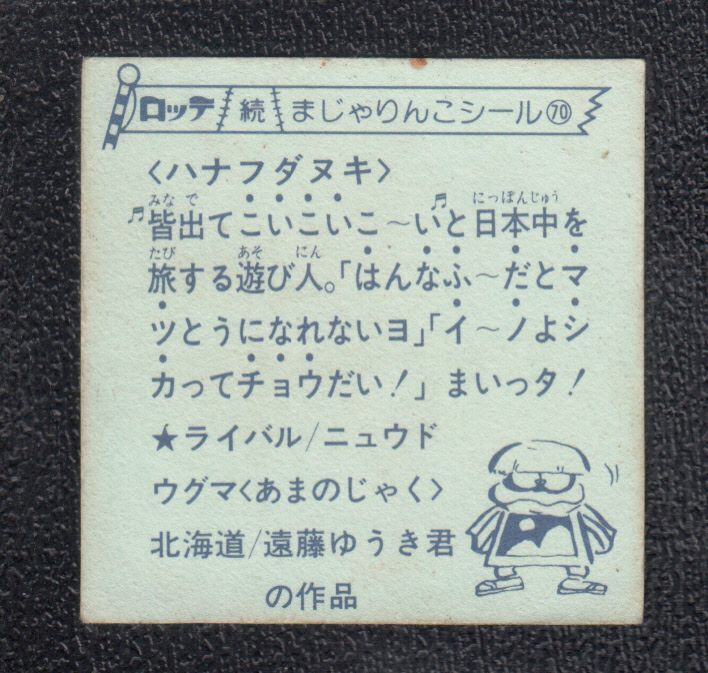 ロッテ 続 まじゃりんこシール 70
〈ハナフダヌキ〉
♬皆出てこいこいこ〜い♬と日本中を
旅する遊び人。「はんなふ〜だとマ
ツとうになれないヨ」「イ〜ノよシ
カってチョウだい！」まいっタ！
★ライバル/ニュウド
ウグマ〈あまのじゃく〉
北海道/遠藤ゆうき君
の作品